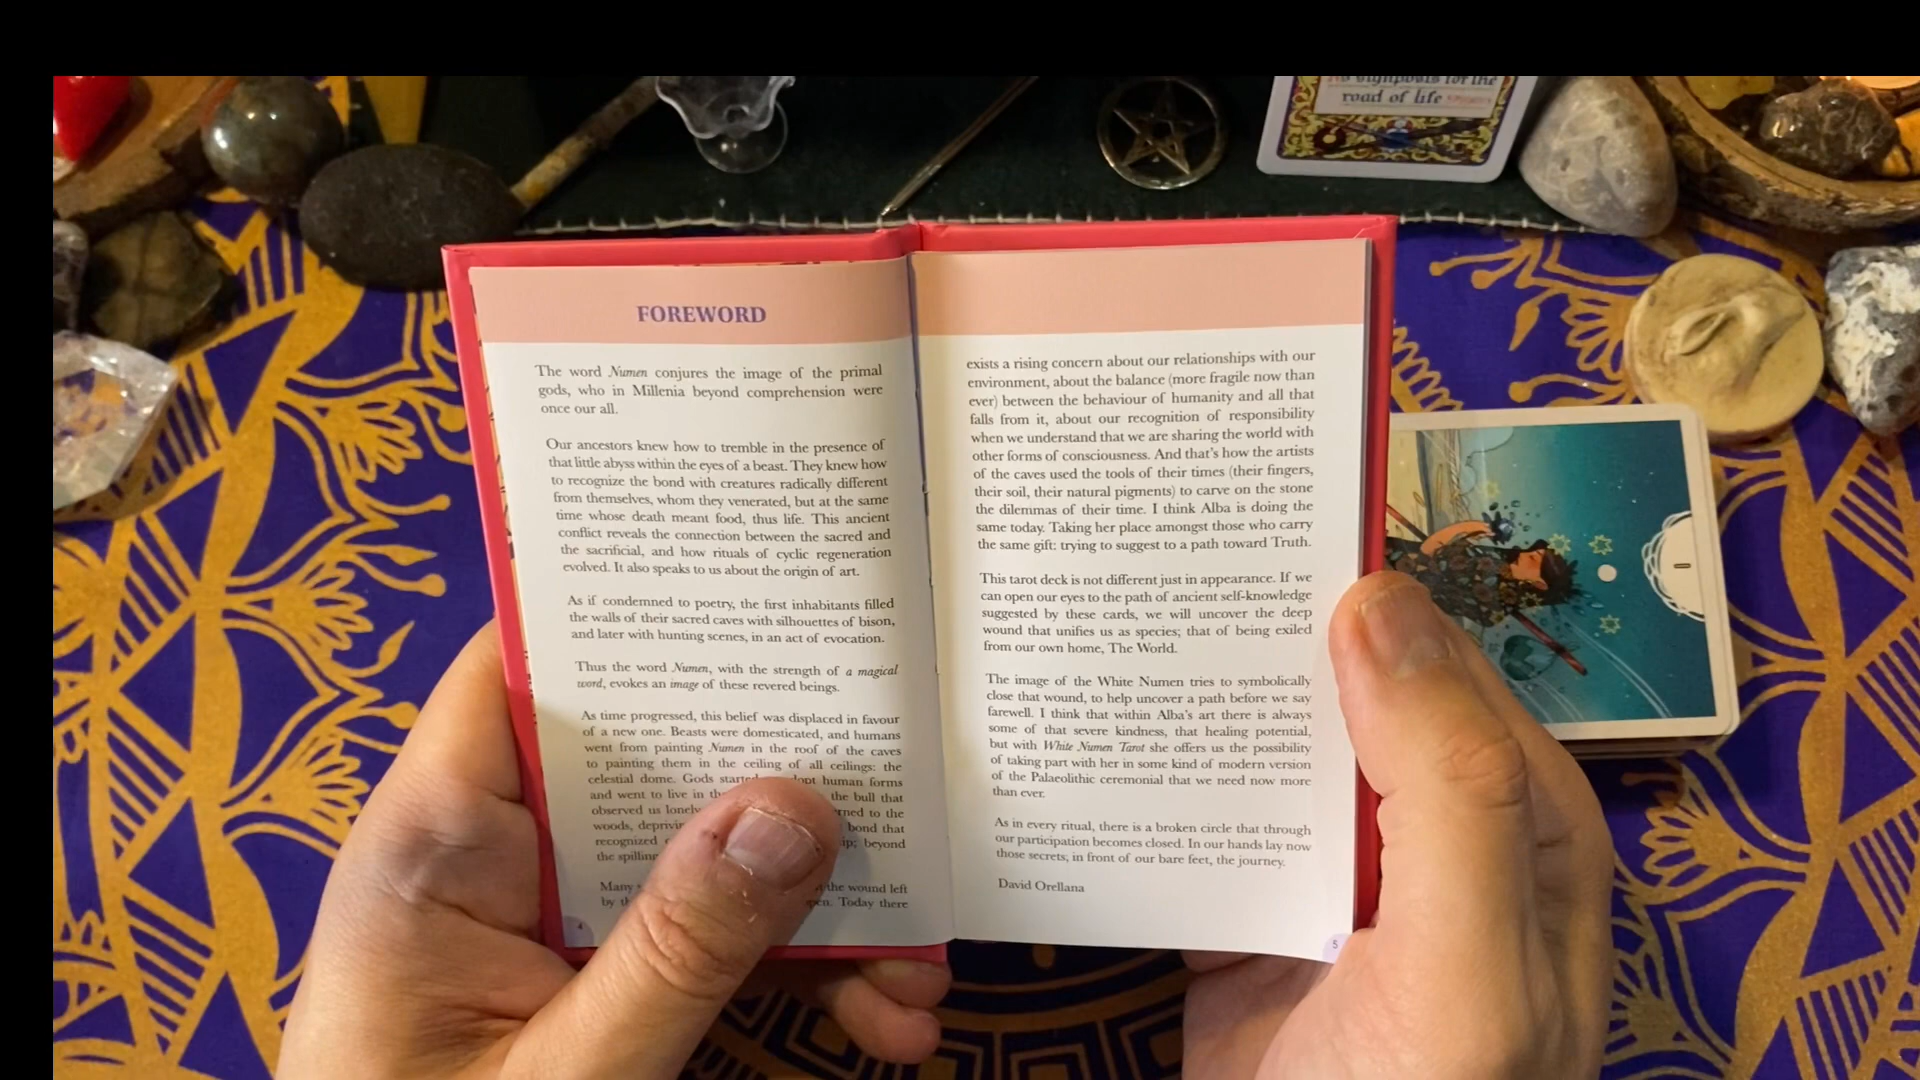 No signposts for the
road of life
FOREWORD
The word Numen conjures the image of the primal
gods, who in Millenia beyond comprehension were
once our all.
Our ancestors knew how to tremble in the presence of
that little abyss within the eyes of a beast. They knew how
to recognize the bond with creatures radically different
from themselves, whom they venerated, but at the same
time whose death meant food, thus life. This ancient
conflict reveals the connection between the sacred and
the sacrificial, and how rituals of cyclic regeneration
evolved. It also speaks to us about the origin of art.
As if condemned to poetry, the first inhabitants filled
the walls of their sacred caves with silhouettes of bison,
and later with hunting scenes, in an act of evocation.
Thus the word Numen, with the strength of a magical
word, evokes an image of these revered beings.
As time progressed, this belief was displaced in favour
of a new one. Beasts were domesticated, and humans
went from painting Numen in the roof of the caves
to painting them in the ceiling of all ceilings: the
celestial dome. Gods human forms
and went to live in the bull that
observed us to the
woods, bond that
recognized beyond
the
Many the wound left
by Today there
4
exists a rising concern about our relationships with our
environment, about the balance (more fragile now than
ever) between the behaviour of humanity and all that
falls from it, about our recognition of responsibility
when we understand that we are sharing the world with
other forms of consciousness. And that's how the artists
of the caves used the tools of their times (their fingers,
their soil, their natural pigments) to carve on the stone
the dilemmas of their time. I think Alba is doing the
same today. Taking her place amongst those who carry
the same gift: trying to suggest to a path toward Truth.
This tarot deck is not different just in appearance. If we
can open our eyes to the path of ancient self-knowledge
suggested by these cards, we will uncover the deep
wound that unifies us as species; that of being exiled
from our own home, The World.
The image of the White Numen tries to symbolically
close that wound, to help uncover a path before we say
farewell. I think that within Alba's art there is always
some of that severe kindness, that healing potential,
but with White Numen Tarot she offers us the possibility
of taking part with her in some kind of modern version
of the Palaeolithic ceremonial that we need now more
than ever.
As in every ritual, there is a broken circle that through
our participation becomes closed. In our hands lay now
those secrets; in front of our bare feet, the journey.
David Orellana
5
I